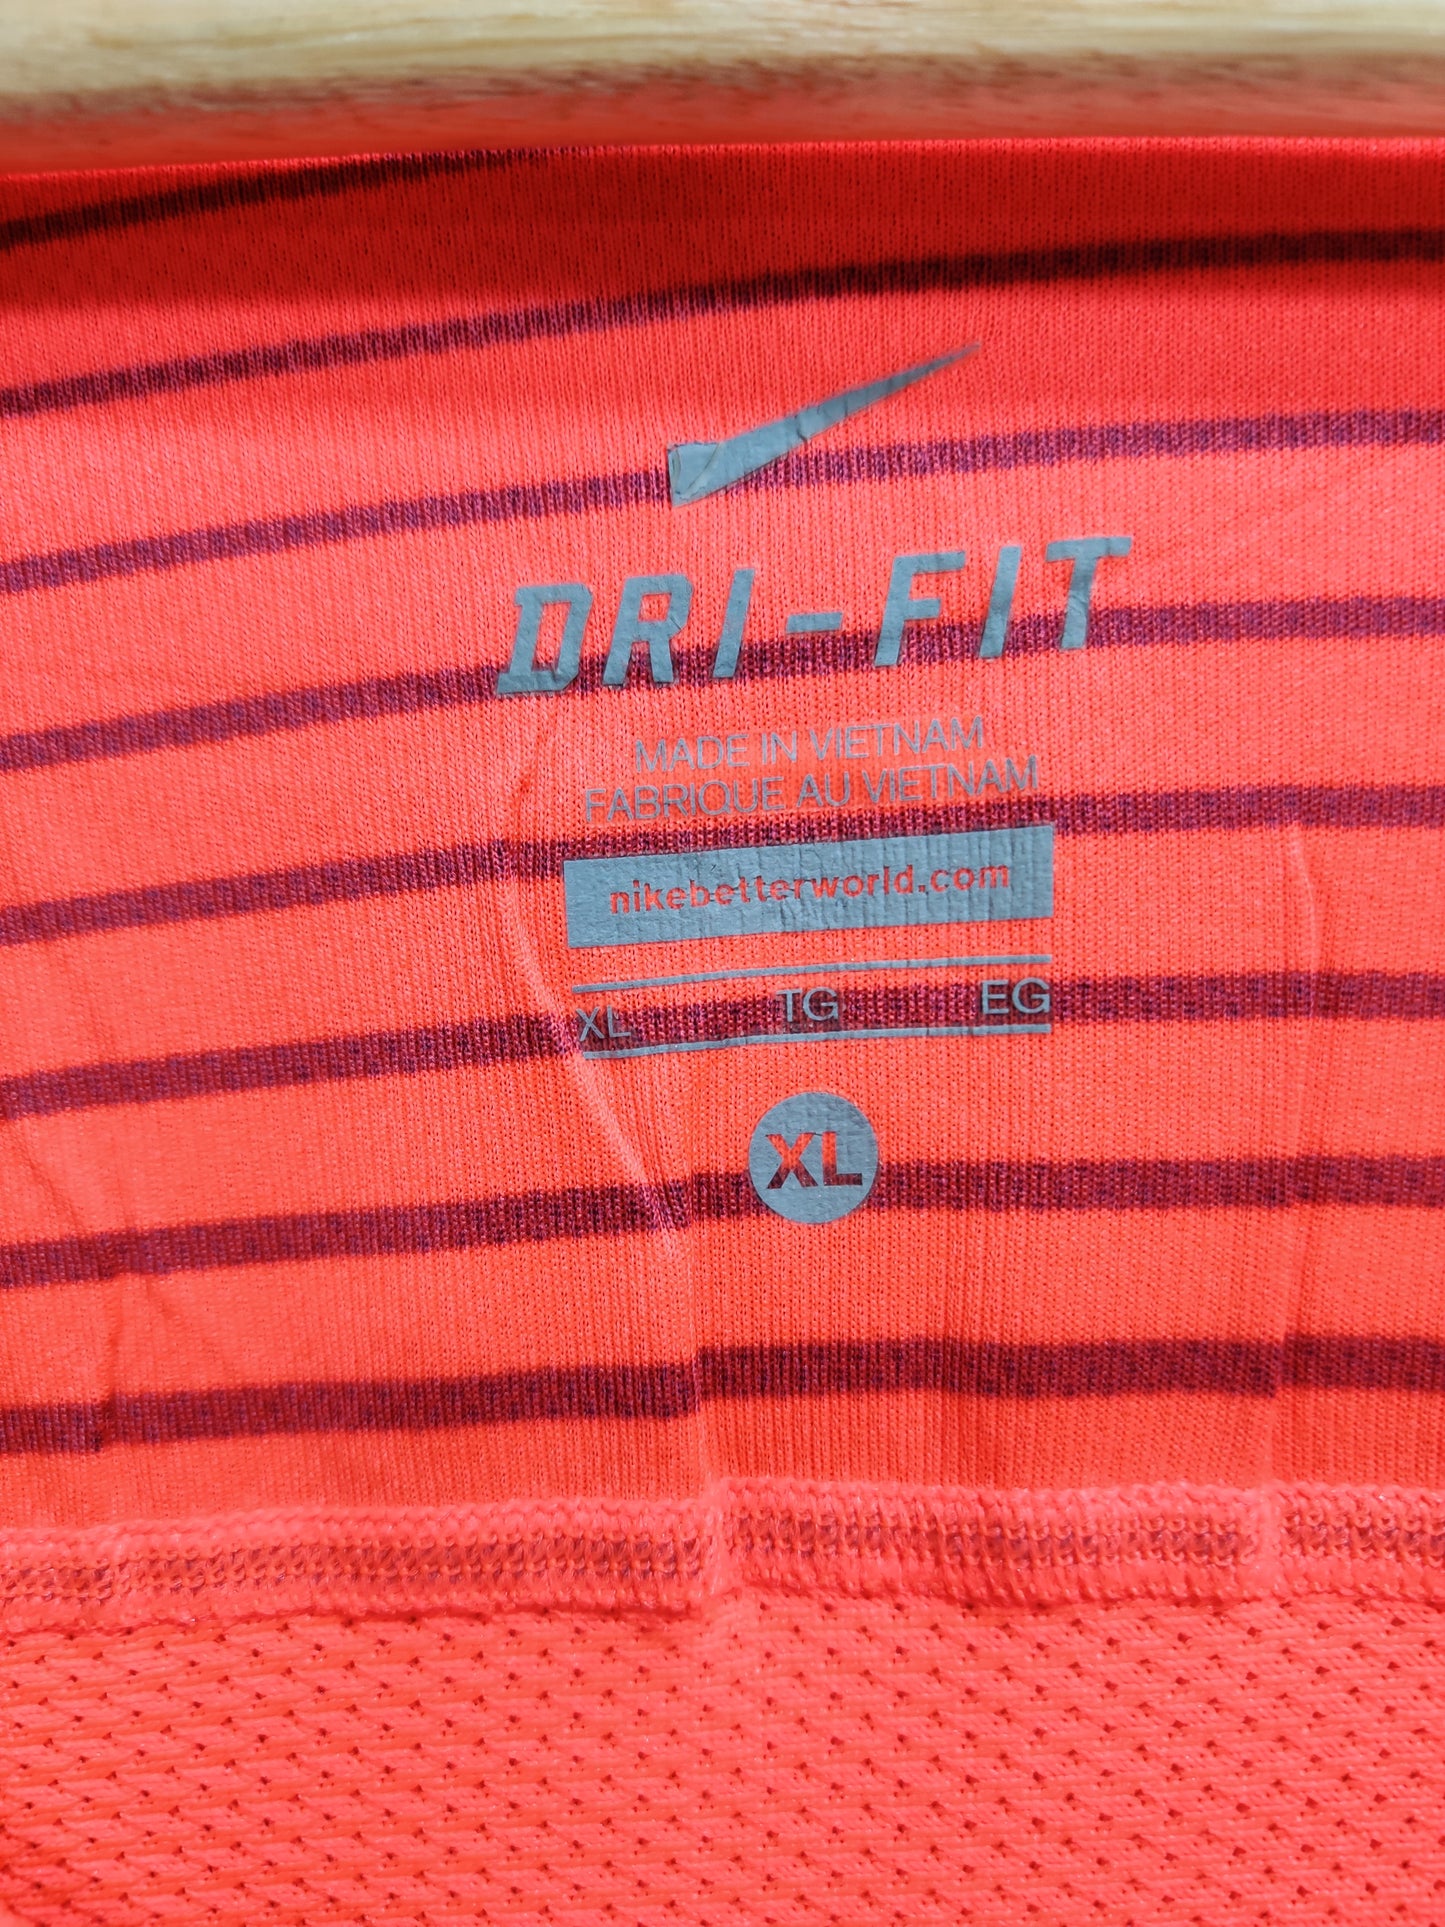 DRI-FIT
MADE IN VIETNAM
FABRIQUE AU VIETNAM
nikebetterworld.com
XL TG EG
XL